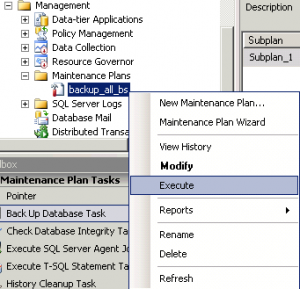 Management
Data-tier Applications
Policy Management
Data Collection
Resource Governor
Maintenance Plans
backup_all_bs
SQL Server Logs
Database Mail
Distributed Transa
Description
Subplan
Subplan_1
New Maintenance Plan...
Maintenance Plan Wizard
View History
Modify
Execute
Reports
Rename
Delete
Refresh
lbox
Maintenance Plan Tasks
Pointer
Back Up Database Task
Check Database Integrity Ta
Execute SQL Server Agent Jo
Execute T-SQL Statement Ta
History Cleanup Task